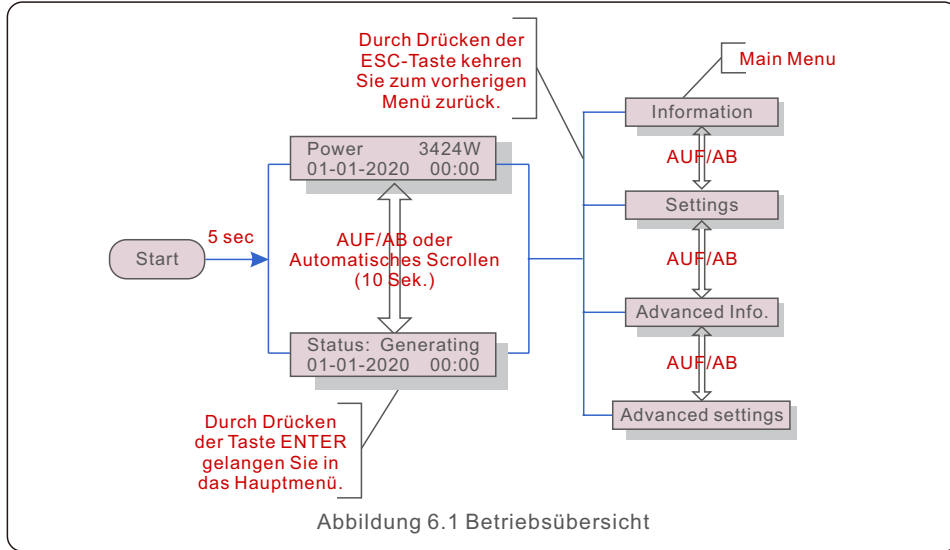 Durch Drücken der
ESC-Taste kehren
Sie zum vorherigen
Menü zurück.
Main Menu
Information
Power 3424W
01-01-2020 00:00
AUF/AB
Settings
5 sec
Start
AUF/AB oder
Automatisches Scrollen
(10 Sek.)
AUF/AB
Advanced Info.
Status: Generating
01-01-2020 00:00
AUF/AB
Advanced settings
Durch Drücken
der Taste ENTER
gelangen Sie in
das Hauptmenü.
Abbildung 6.1 Betriebsübersicht